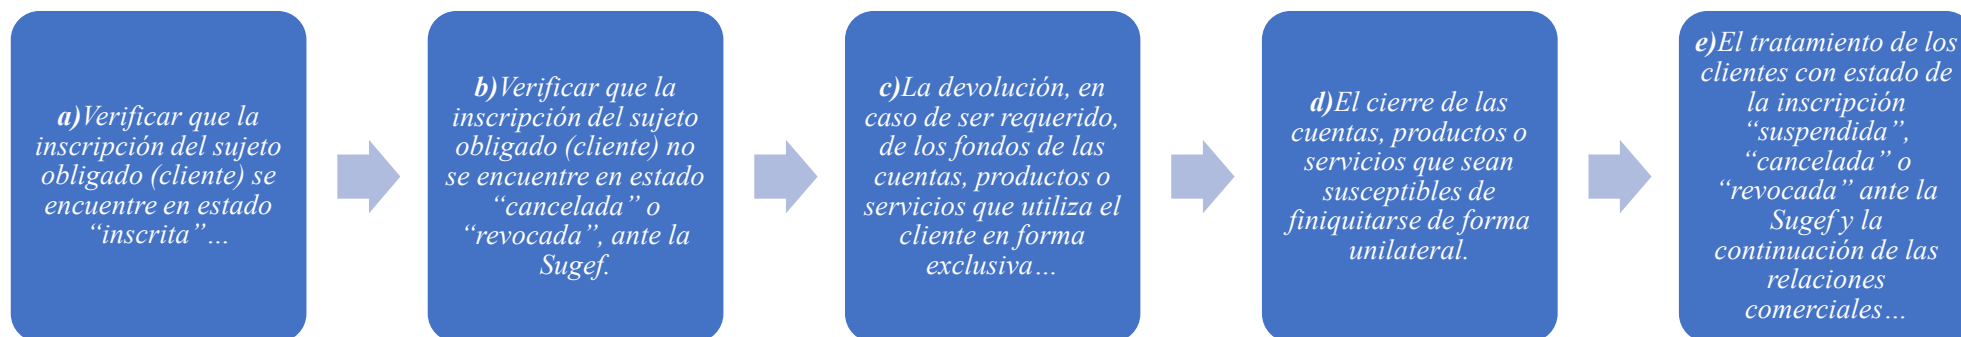 a)Verificar que la
inscripción del sujeto
obligado (cliente) se
encuentre en estado
“inscrita”…
b)Verificar que la
inscripción del sujeto
obligado (cliente) no
se encuentre en estado
“cancelada” o
“revocada”, ante la
Sugef.
c)La devolución, en
caso de ser requerido,
de los fondos de las
cuentas, productos o
servicios que utiliza el
cliente en forma
exclusiva…
d)El cierre de las
cuentas, productos o
servicios que sean
susceptibles de
finiquitarse de forma
unilateral.
e)El tratamiento de los
clientes con estado de
la inscripción
“suspendida”,
“cancelada” o
“revocada” ante la
Sugef y la
continuación de las
relaciones
comerciales…